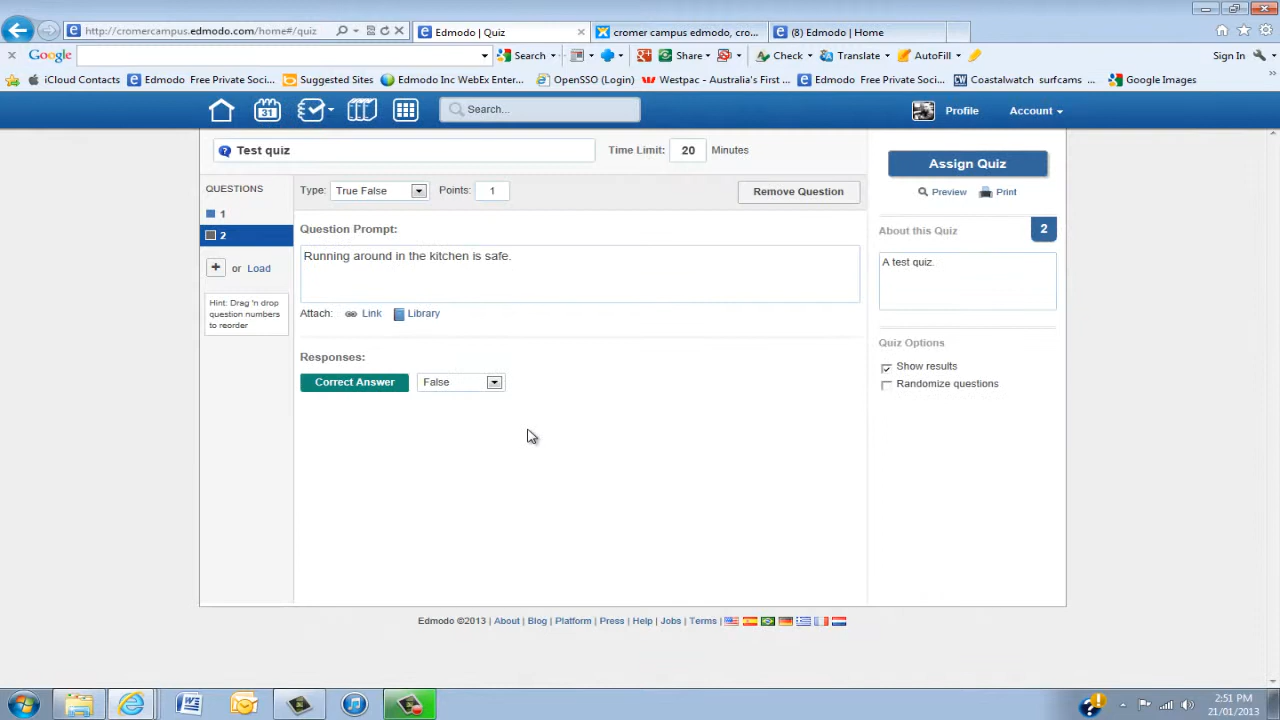 http://cromercampus.edmodo.com/home#/quiz
Edmodo | Quiz
cromer campus edmodo, cro...
(8) Edmodo | Home
Google
Search
Share
Check
Translate
AutoFill
Sign In
iCloud Contacts
Edmodo Free Private Soci...
Suggested Sites
Edmodo Inc WebEx Enter...
OpenSSO (Login)
Westpac - Australia's First ...
Edmodo Free Private Soci...
Coastalwatch surfcams ...
Google Images
31
Search...
Profile
Account
Test quiz
Time Limit: 20 Minutes
Assign Quiz
Preview
Print
QUESTIONS
1
2
+ or Load
Hint: Drag 'n drop
question numbers
to reorder
Type: True False
Points: 1
Remove Question
Question Prompt:
Running around in the kitchen is safe.
Attach: Link Library
Responses:
Correct Answer False
About this Quiz 2
A test quiz.
Quiz Options
Show results
Randomize questions
Edmodo ©2013 | About | Blog | Platform | Press | Help | Jobs | Terms |
2:51 PM
21/01/2013